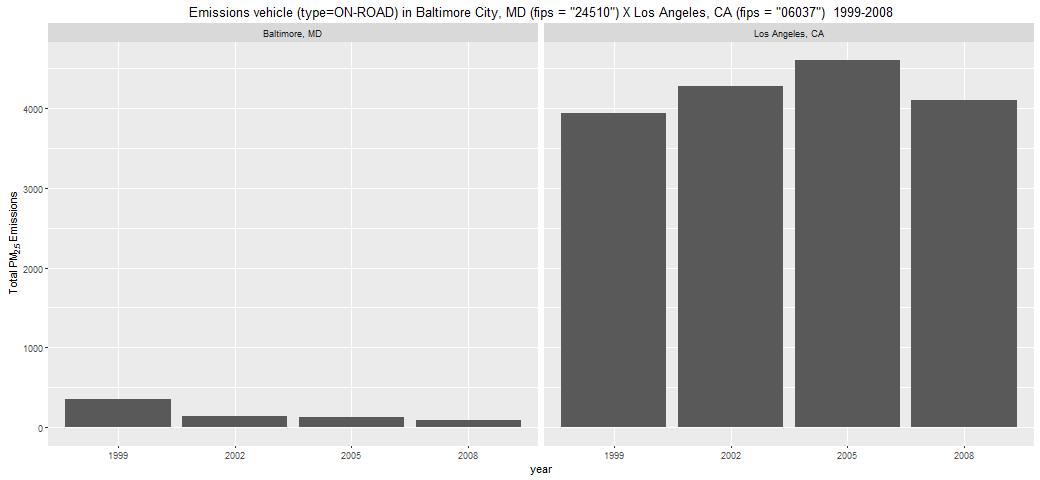 Emissions vehicle (type=ON-ROAD) in Baltimore City, MD (fips = "24510") X Los Angeles, CA (fips = "06037")  1999-2008
Baltimore, MD
Los Angeles, CA
Total PM2.5 Emissions
4000
3000
2000
1000
0
1999
2002
2005
2008
1999
2002
2005
2008
year